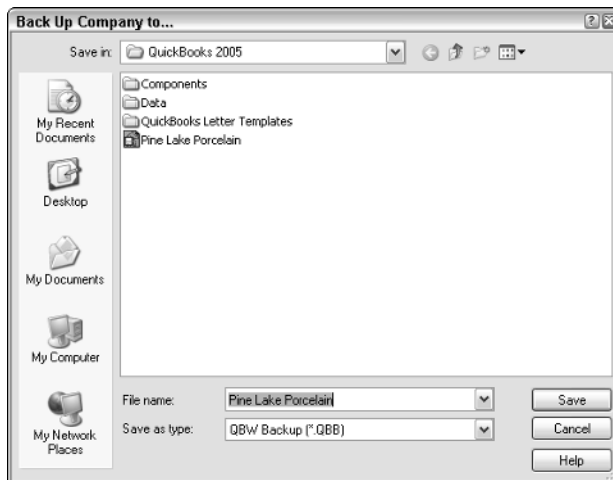 Back Up Company to...
Save in: QuickBooks 2005
Components
Data
QuickBooks Letter Templates
Pine Lake Porcelain
My Recent
Documents
Desktop
My Documents
My Computer
My Network
Places
File name: Pine Lake Porcelain Save
Save as type: QBW Backup (*.QBB) Cancel
Help